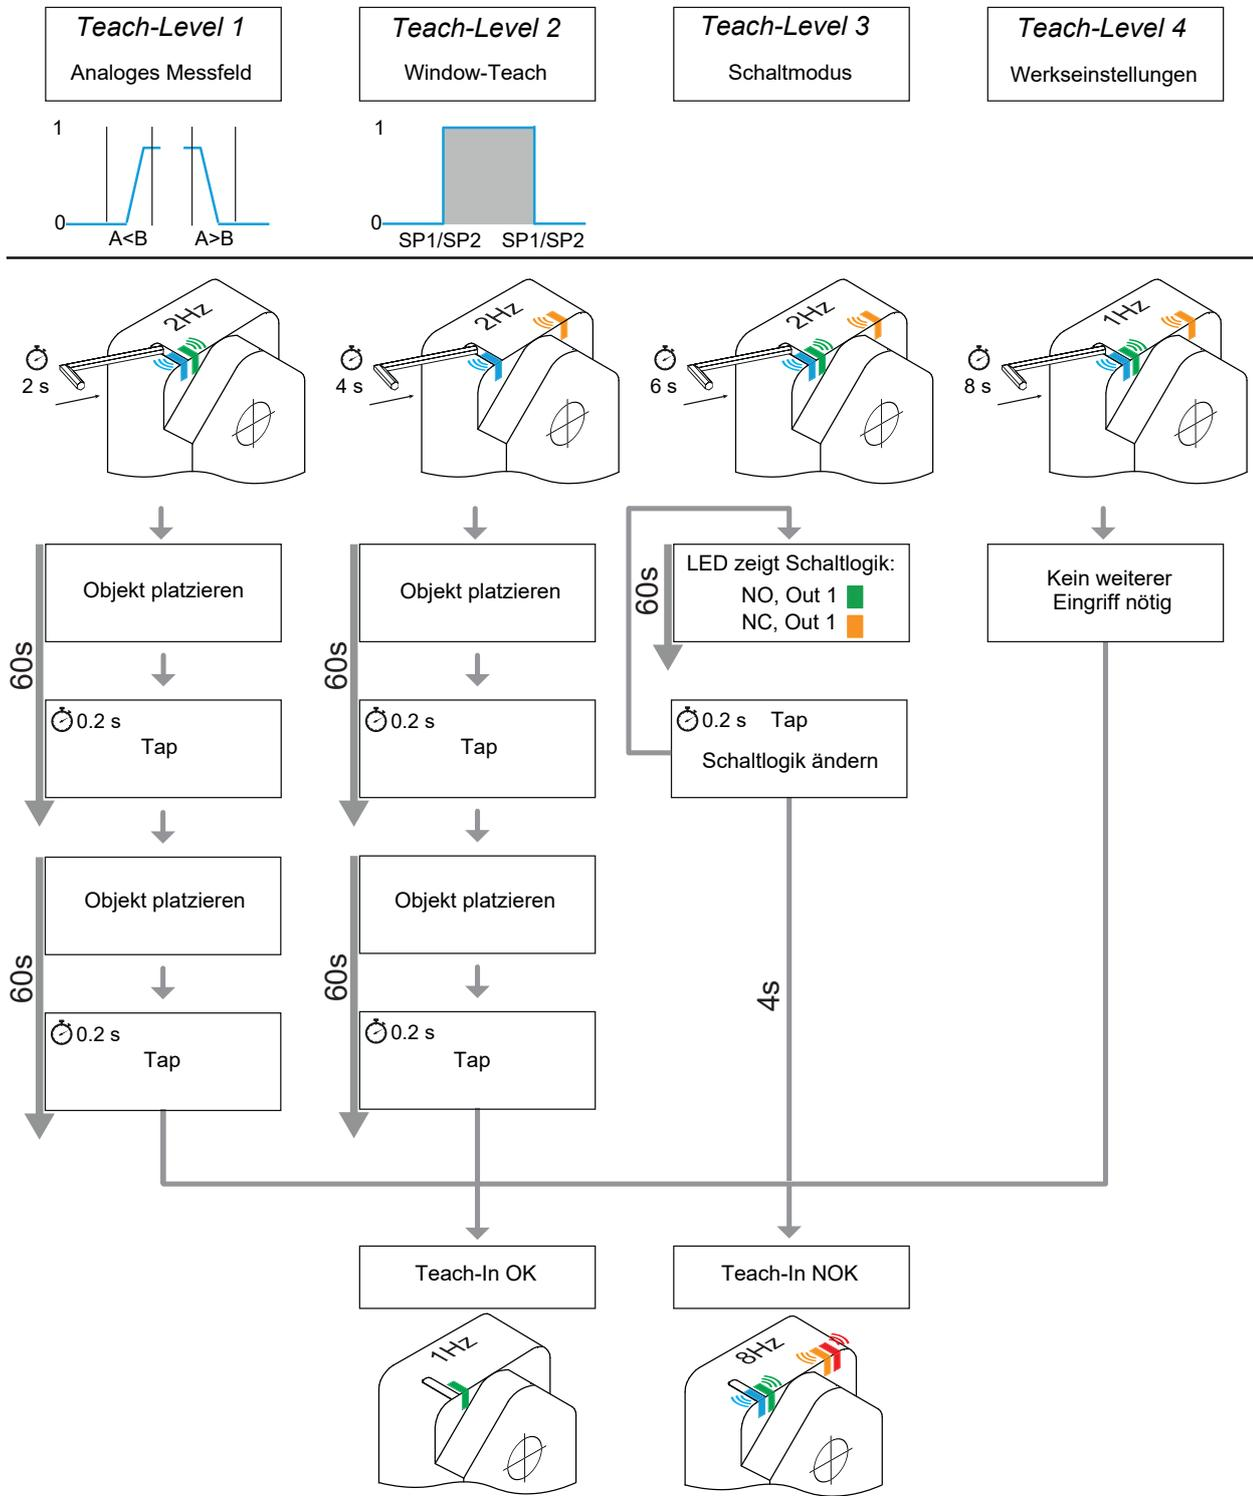 Teach-Level 1
Analoges Messfeld
Teach-Level 2
Window-Teach
Teach-Level 3
Schaltmodus
Teach-Level 4
Werkseinstellungen
1
0
A<B
A>B
1
0
SP1/SP2
SP1/SP2
2Hz
2 s
2Hz
4 s
2Hz
6 s
1Hz
8 s
60s
Objekt platzieren
0.2 s
Tap
60s
Objekt platzieren
0.2 s
Tap
60s
Objekt platzieren
0.2 s
Tap
60s
Objekt platzieren
0.2 s
Tap
60s
LED zeigt Schaltlogik:
NO, Out 1
NC, Out 1
0.2 s Tap
Schaltlogik ändern
4s
Kein weiterer
Eingriff nötig
Teach-In OK
1Hz
Teach-In NOK
8Hz